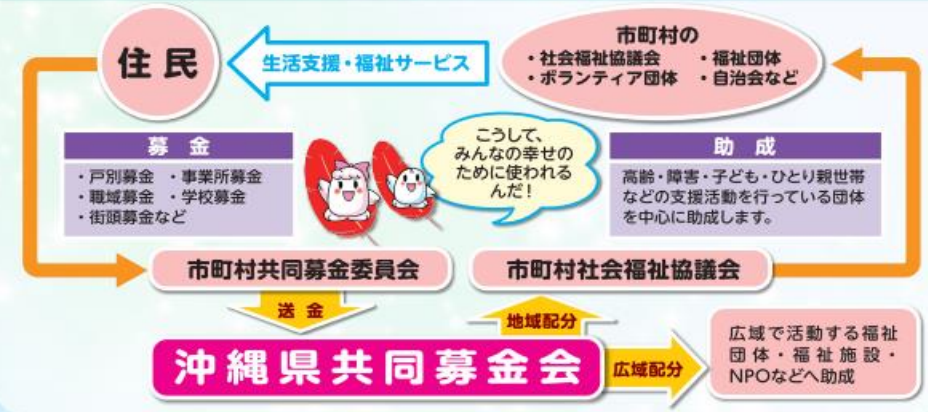 住民
生活支援・福祉サービス
市町村の
・社会福祉協議会 ・福祉団体
・ボランティア団体 ・自治会など
募金
・戸別募金 ・事業所募金
・職域募金 ・学校募金
・街頭募金など
こうして、
みんなの幸せの
ために使われる
んだ！
助成
高齢・障害・子ども・ひとり親世帯
などの支援活動を行っている団体
を中心に助成します。
市町村共同募金委員会
市町村社会福祉協議会
送金
地域配分
沖縄県共同募金会
広域配分
広域で活動する福祉
団体・福祉施設・
NPOなどへ助成